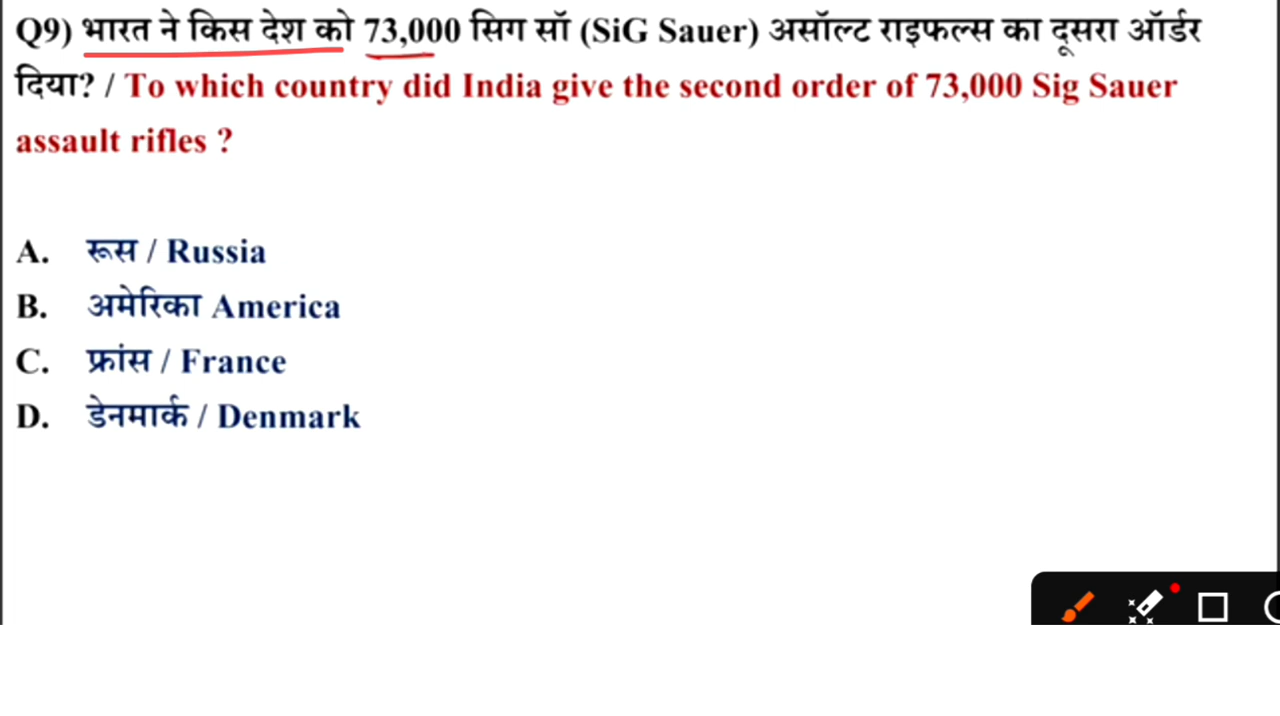 Q9) भारत ने किस देश को 73,000 सिग सॉ (SiG Sauer) असॉल्ट राइफल्स का दूसरा ऑर्डर
दिया? / To which country did India give the second order of 73,000 Sig Sauer
assault rifles ?
A. रूस / Russia
B. अमेरिका America
C. फ्रांस / France
D. डेनमार्क / Denmark